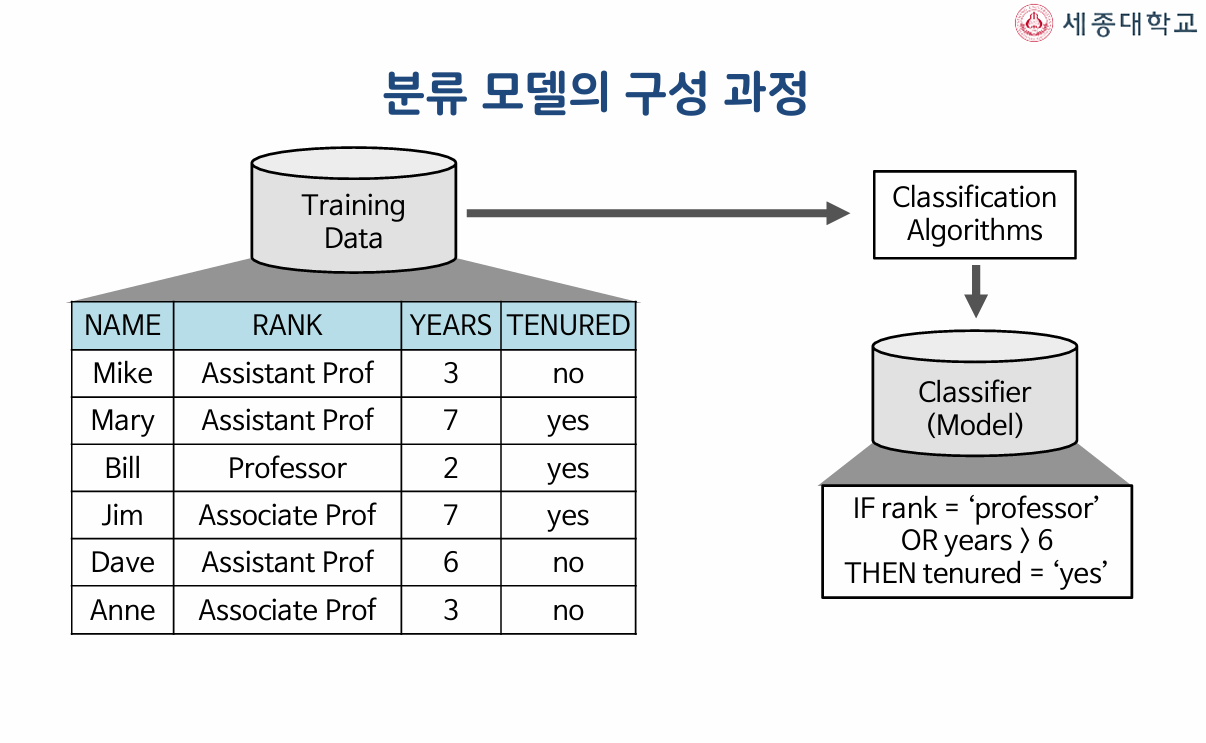 세종대학교
분류 모델의 구성 과정
Training
Data
Classification
Algorithms
NAME RANK YEARS TENURED
Mike Assistant Prof 3 no
Mary Assistant Prof 7 yes
Bill Professor 2 yes
Jim Associate Prof 7 yes
Dave Assistant Prof 6 no
Anne Associate Prof 3 no
Classifier
(Model)
IF rank = ‘professor’
OR years > 6
THEN tenured = ‘yes’